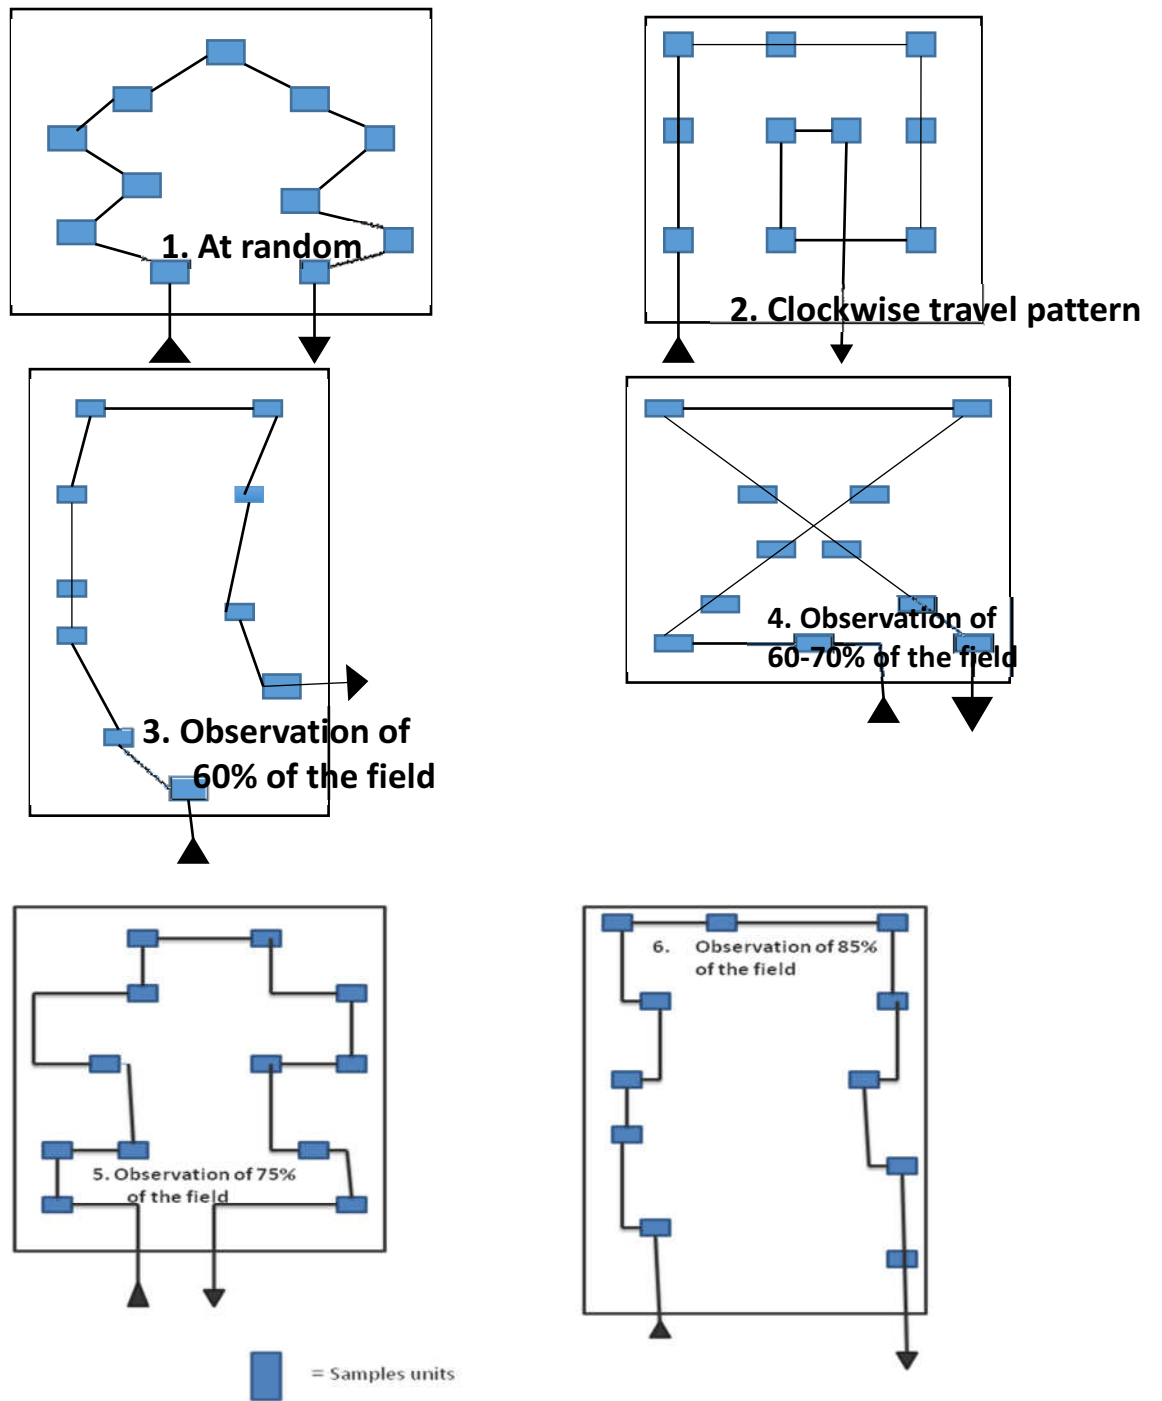 1. At random
2. Clockwise travel pattern
3. Observation of
60% of the field
4. Observation of
60-70% of the field
5. Observation of 75%
of the field
6. Observation of 85%
of the field
= Samples units